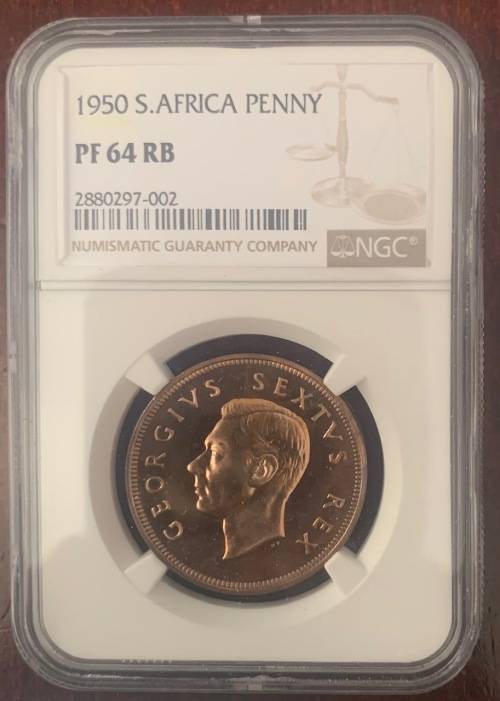 1950 S.AFRICA PENNY
PF 64 RB
2880297-002
NUMISMATIC GUARANTY COMPANY
NGC®
GEORGIVS SEXTVS REX